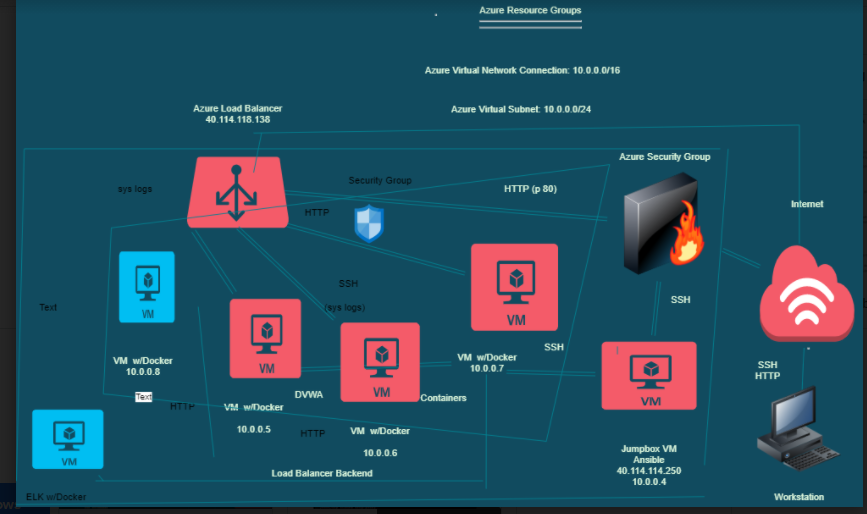 Azure Resource Groups
Azure Virtual Network Connection: 10.0.0.0/16
Azure Load Balancer
40.114.118.138
Azure Virtual Subnet: 10.0.0.0/24
Azure Security Group
sys logs
Security Group
HTTP (p 80)
HTTP
Internet
SSH
(sys logs)
SSH
Text
VM
VM
VM
VM
SSH
VM w/Docker
10.0.0.8
VM w/Docker
10.0.0.7
SSH
HTTP
Text
HTTP
DVWA
Containers
VM
VM w/Docker
10.0.0.5
HTTP
VM w/Docker
10.0.0.6
VM
Jumpbox VM
Ansible
40.114.114.250
10.0.0.4
Load Balancer Backend
ELK w/Docker
Workstation